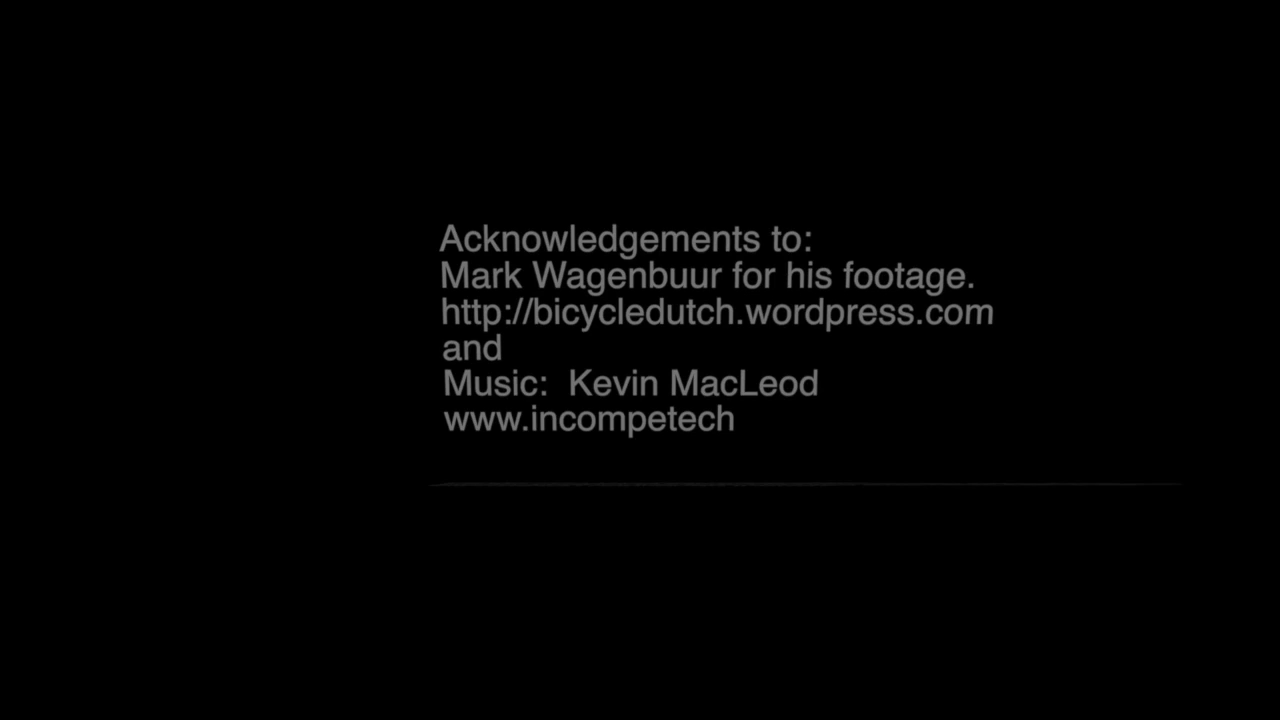 Acknowledgements to:
Mark Wagenbuur for his footage.
http://bicycledutch.wordpress.com
and
Music:  Kevin MacLeod
www.incompetech